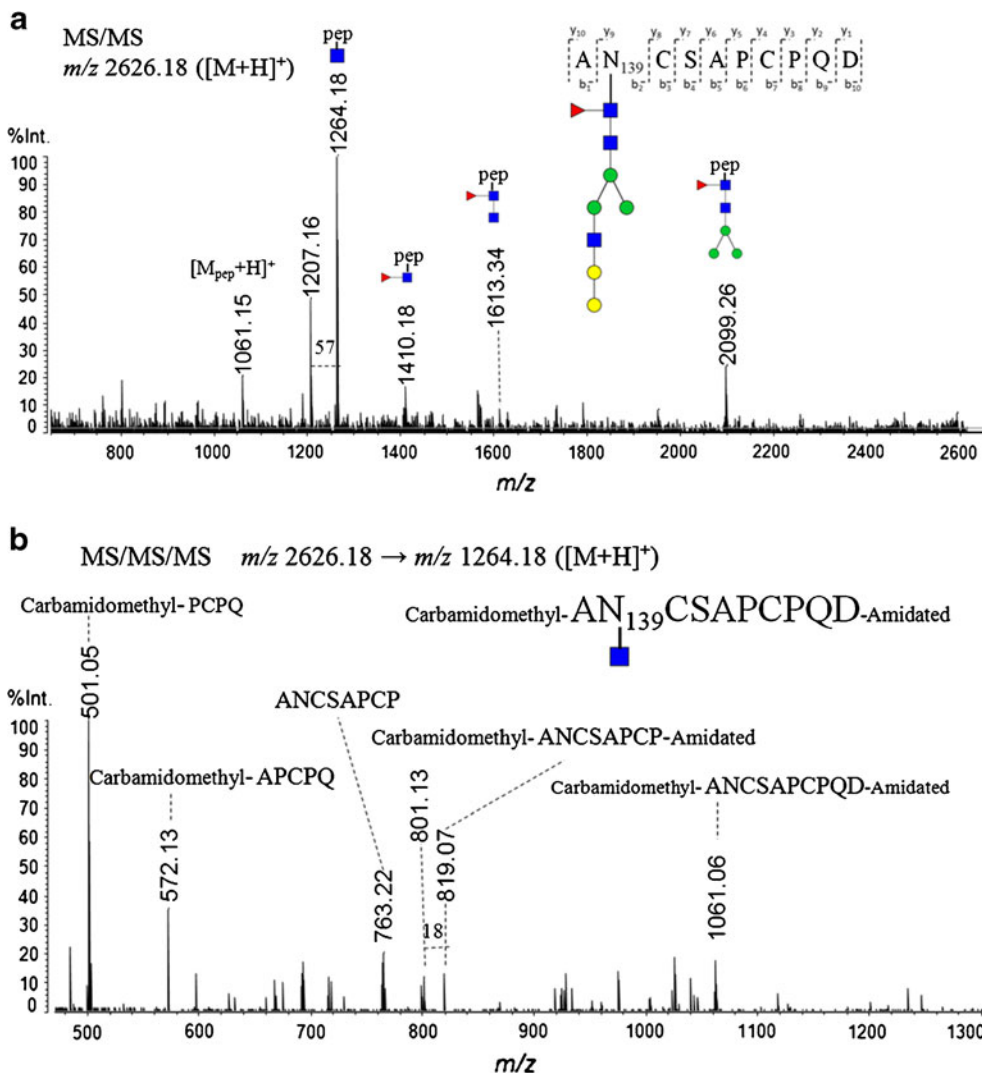 a
MS/MS
m/z 2626.18 ([M+H]⁺)
pep
1264.18
%Int.
100
90
80
70
60
50
40
30
20
10
0
[M_pep+H]⁺
1061.15
1207.16
57
pep
1410.18
pep
1613.34
y₁₀ y₉ y₈ y₇ y₆ y₅ y₄ y₃ y₂ y₁
A N₁₃₉ C S A P C P Q D
b₁ b₂ b₃ b₄ b₅ b₆ b₇ b₈ b₉ b₁₀
pep
2099.26
800 1000 1200 1400 1600 1800 2000 2200 2400 2600
m/z
b
MS/MS/MS m/z 2626.18 → m/z 1264.18 ([M+H]⁺)
Carbamidomethyl-PCPQ
Carbamidomethyl-AN₁₃₉CSAPCPQD-Amidated
501.05
%Int.
100
90
80
70
60
50
40
30
20
10
0
ANCSAPCP
Carbamidomethyl-ANCSAPCP-Amidated
Carbamidomethyl-APCPQ
Carbamidomethyl-ANCSAPCPQD-Amidated
572.13
763.22
801.13
18
819.07
1061.06
500 600 700 800 900 1000 1100 1200 1300
m/z